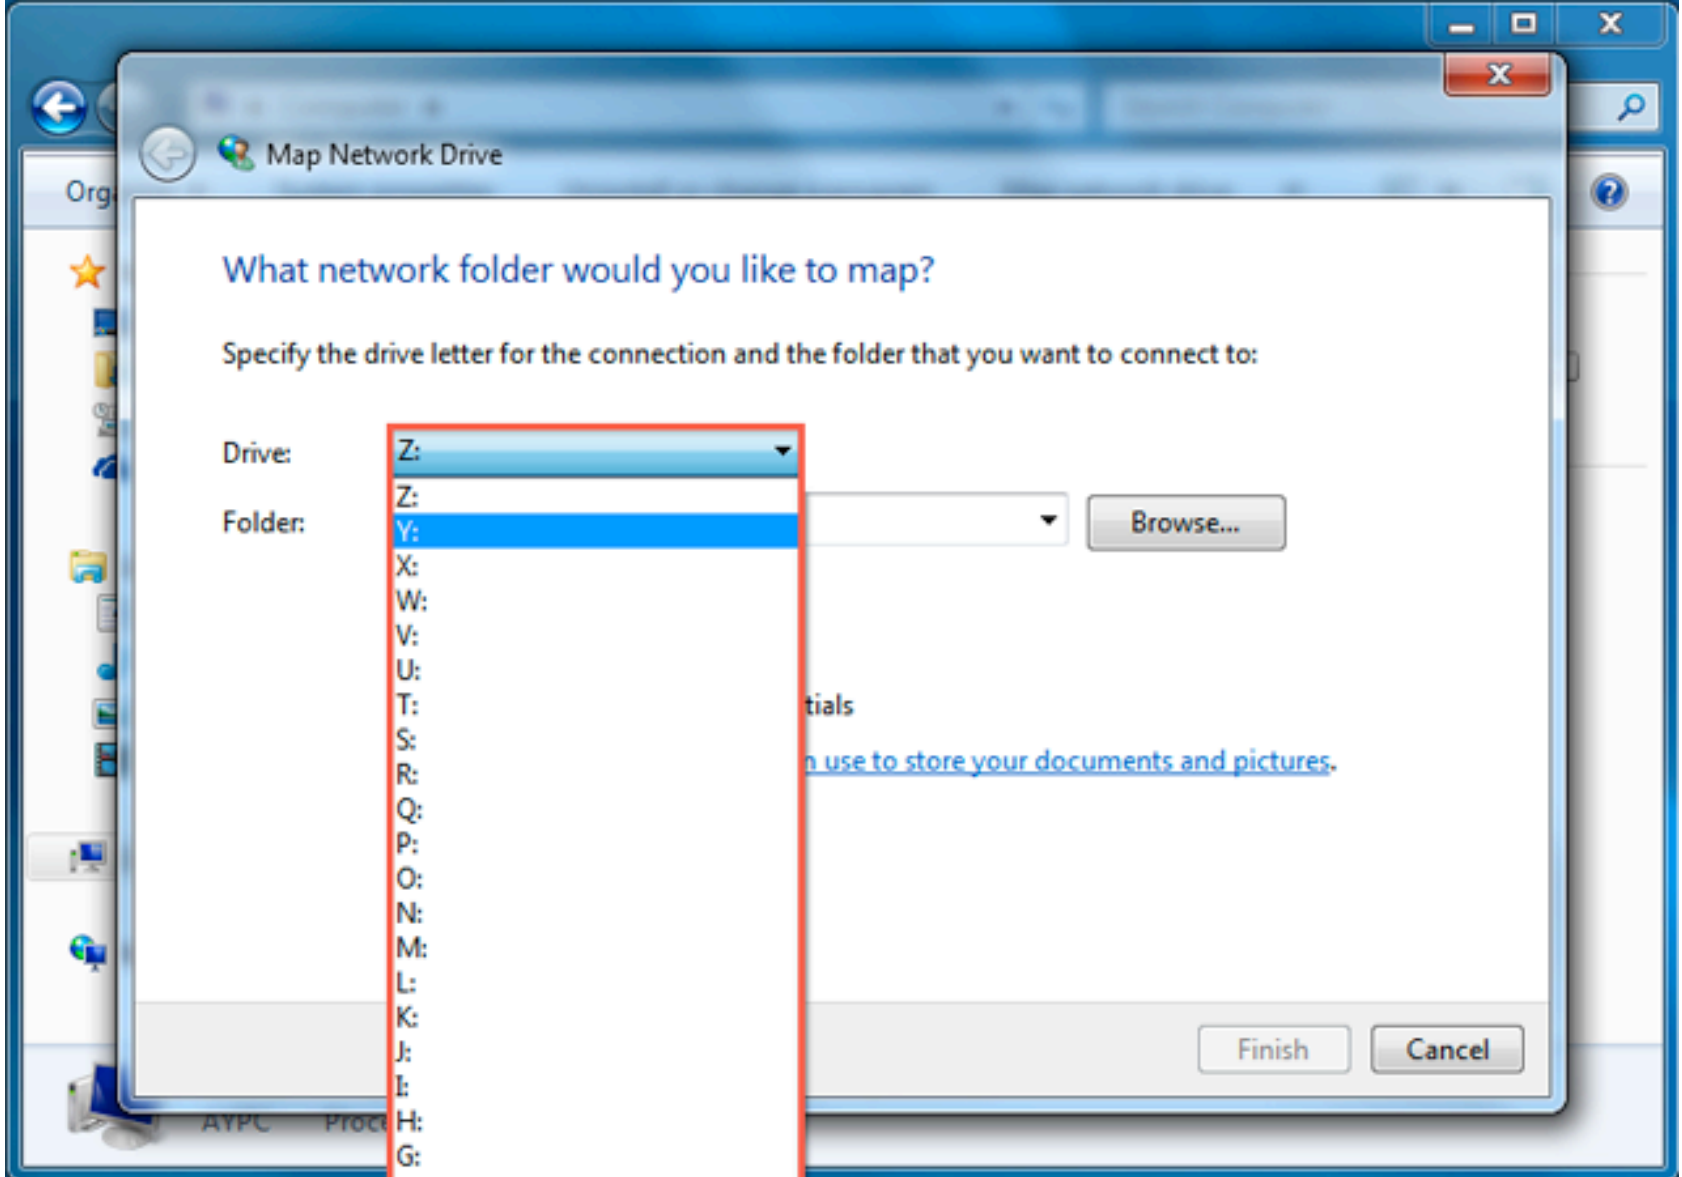 Map Network Drive
Org
What network folder would you like to map?
Specify the drive letter for the connection and the folder that you want to connect to:
Drive: Z:
Z:
Folder: Browse...
Y:
X:
W:
V:
U:
T:
tials
S:
n use to store your documents and pictures.
R:
Q:
P:
O:
N:
M:
L:
K:
J:
Finish Cancel
I:
H:
AYPC Proce
G: